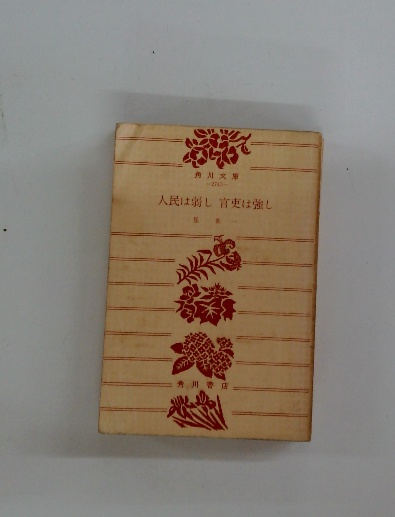 角川文庫
—2743—
人民は弱し 官吏は強し
星 新 一
角川書店